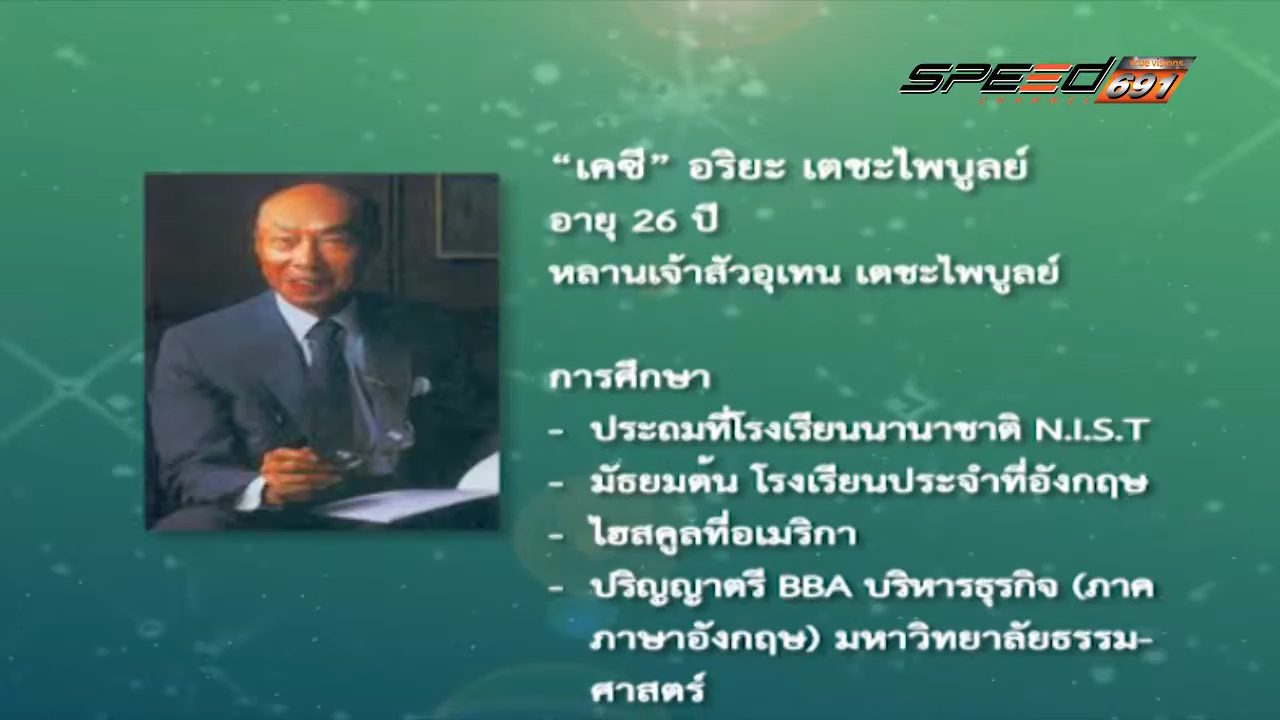 SPEED
true visions
CHANNEL
691
“เคซี” อริยะ เตชะไพบูลย์
อายุ 26 ปี
หลานเจ้าสัวอุเทน เตชะไพบูลย์
การศึกษา
- ประถมที่โรงเรียนนานาชาติ N.I.S.T
- มัธยมต้น โรงเรียนประจำที่อังกฤษ
- ไฮสคูลที่อเมริกา
- ปริญญาตรี BBA บริหารธุรกิจ (ภาค
ภาษาอังกฤษ) มหาวิทยาลัยธรรม-
ศาสตร์